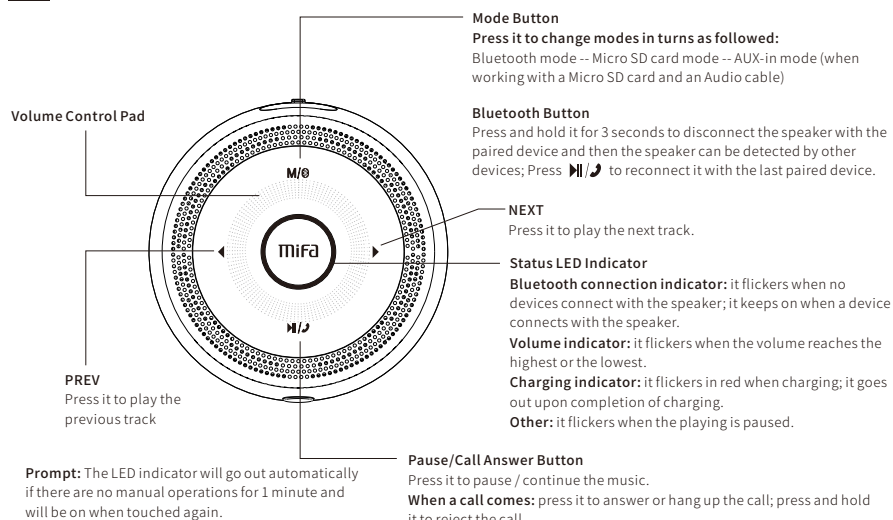 Mode Button
Press it to change modes in turns as followed:
Bluetooth mode -- Micro SD card mode -- AUX-in mode (when
working with a Micro SD card and an Audio cable)
Volume Control Pad
Bluetooth Button
Press and hold it for 3 seconds to disconnect the speaker with the
paired device and then the speaker can be detected by other
devices; Press / to reconnect it with the last paired device.
M/
NEXT
Press it to play the next track.
mifa
Status LED Indicator
Bluetooth connection indicator: it flickers when no
devices connect with the speaker; it keeps on when a device
connects with the speaker.
Volume indicator: it flickers when the volume reaches the
highest or the lowest.
Charging indicator: it flickers in red when charging; it goes
out upon completion of charging.
Other: it flickers when the playing is paused.
PREV
Press it to play the
previous track
Pause/Call Answer Button
Press it to pause / continue the music.
When a call comes: press it to answer or hang up the call; press and hold
it to reject the call
Prompt: The LED indicator will go out automatically
if there are no manual operations for 1 minute and
will be on when touched again.